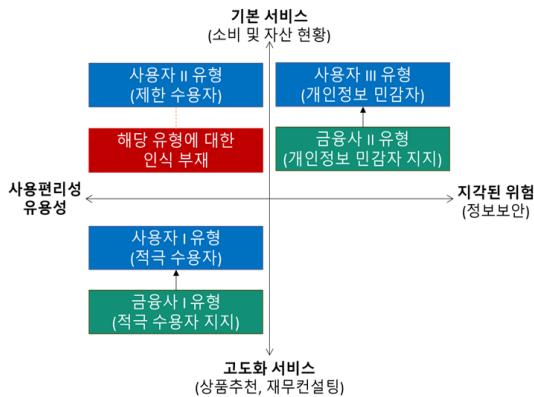 기본 서비스
(소비 및 자산 현황)
사용자 II 유형
(제한 수용자)
사용자 III 유형
(개인정보 민감자)
해당 유형에 대한
인식 부재
금융사 II 유형
(개인정보 민감자 지지)
사용편리성
유용성
지각된 위험
(정보보안)
사용자 I 유형
(적극 수용자)
금융사 I 유형
(적극 수용자 지지)
고도화 서비스
(상품추천, 재무컨설팅)